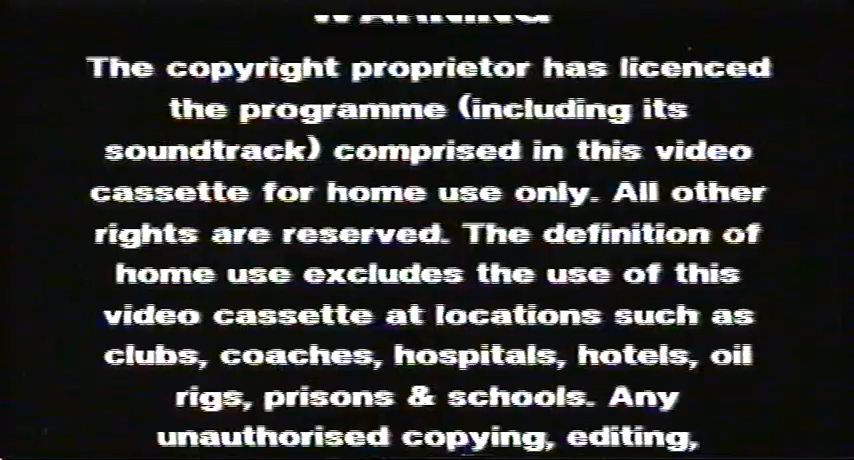 WARNING
The copyright proprietor has licenced
the programme (including its
soundtrack) comprised in this video
cassette for home use only. All other
rights are reserved. The definition of
home use excludes the use of this
video cassette at locations such as
clubs, coaches, hospitals, hotels, oil
rigs, prisons & schools. Any
unauthorised copying, editing,